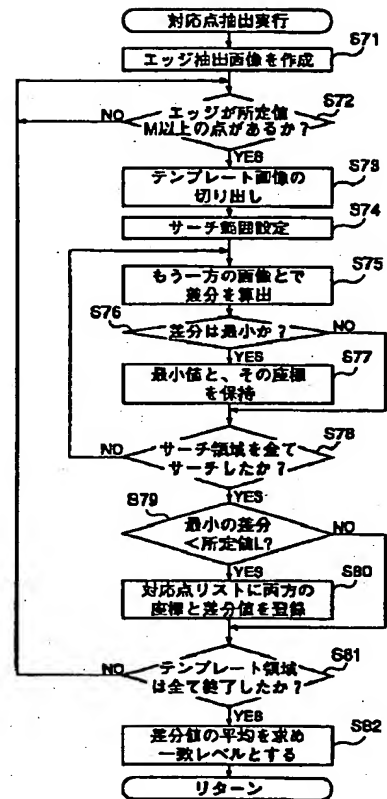 対応点抽出実行
S71
エッジ抽出画像を作成
S72
NO
エッジが所定値
M以上の点があるか?
YES
S73
テンプレート画像の
切り出し
S74
サーチ範囲設定
S75
もう一方の画像とで
差分を算出
S76
差分は最小か?
NO
YES
S77
最小値と、その座標
を保持
S78
NO
サーチ領域を全て
サーチしたか?
YES
S79
最小の差分
<所定値L?
NO
YES
S80
対応点リストに両方の
座標と差分値を登録
S81
NO
テンプレート領域
は全て終了したか?
YES
S82
差分値の平均を求め
一致レベルとする
リターン